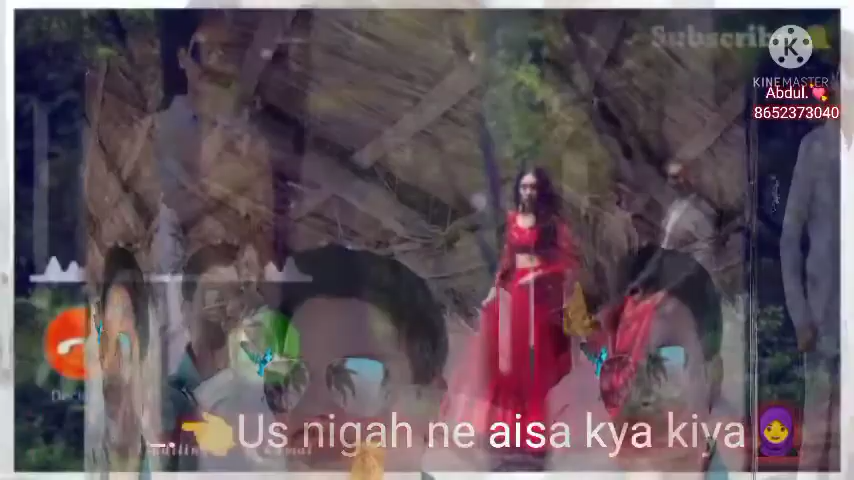 Subscribe
K
KINEMASTER
Abdul.💘
8652373040
_. 👈Us nigah ne aisa kya kiya🧕